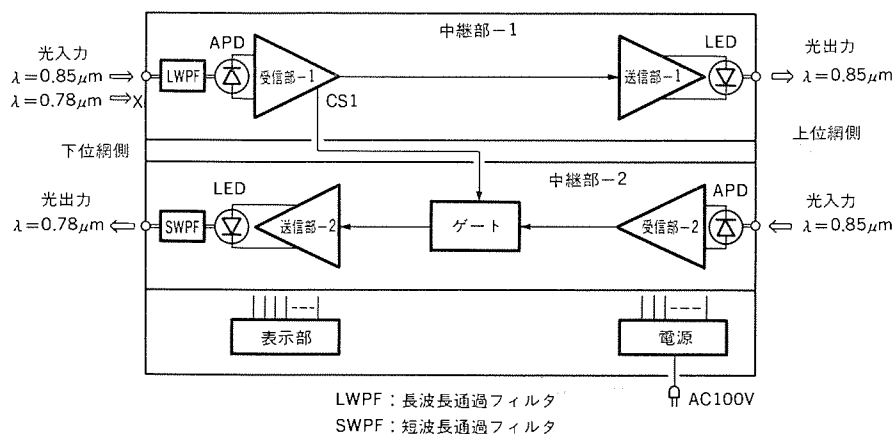 中継部-1
光入力
λ=0.85μm ⇒
λ=0.78μm ⇒×
LWPF
APD
受信部-1
CS1
送信部-1
LED
光出力
⇒ λ=0.85μm
下位網側
上位網側
中継部-2
光出力
λ=0.78μm ⇐
SWPF
LED
送信部-2
ゲート
受信部-2
APD
光入力
⇐ λ=0.85μm
表示部
電源
AC100V
LWPF:長波長通過フィルタ
SWPF:短波長通過フィルタ